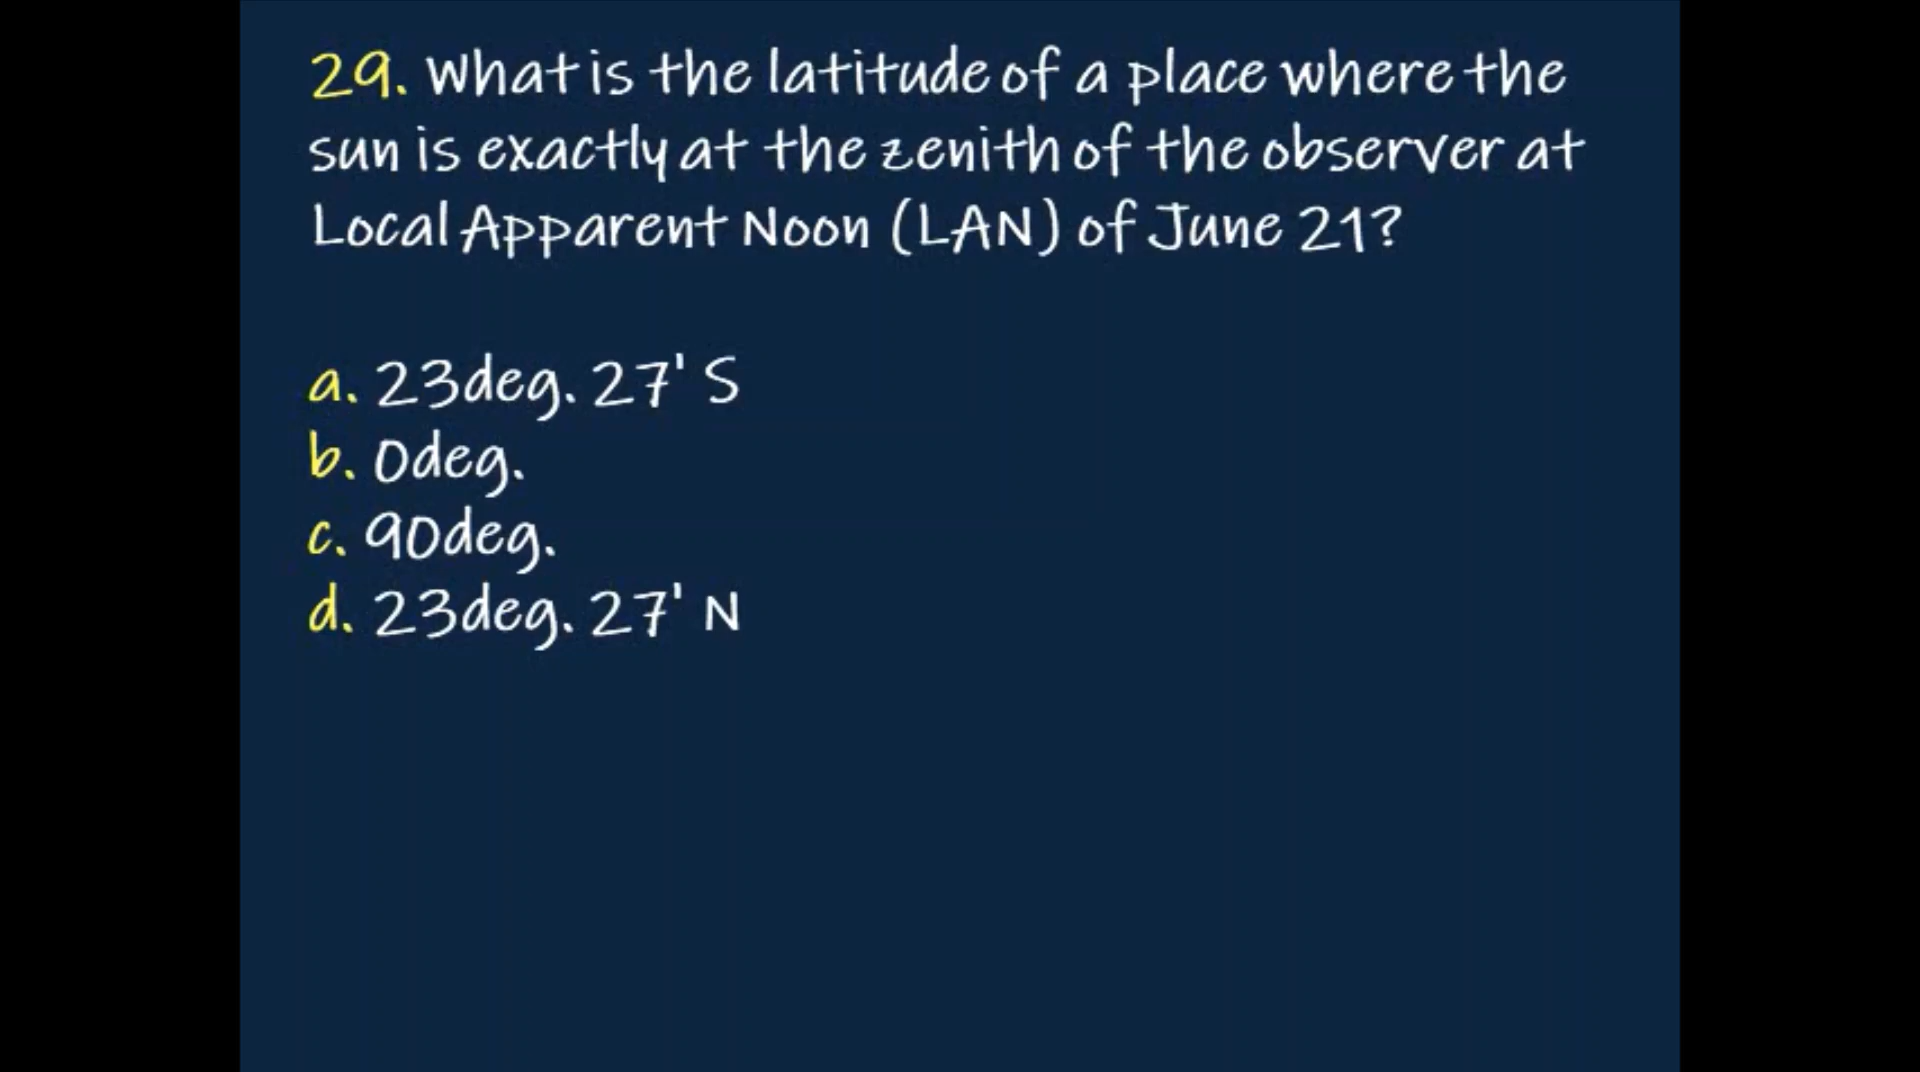 29. What is the latitude of a place where the
sun is exactly at the zenith of the observer at
Local Apparent Noon (LAN) of June 21?
a. 23deg. 27' S
b. 0deg.
c. 90deg.
d. 23deg. 27' N